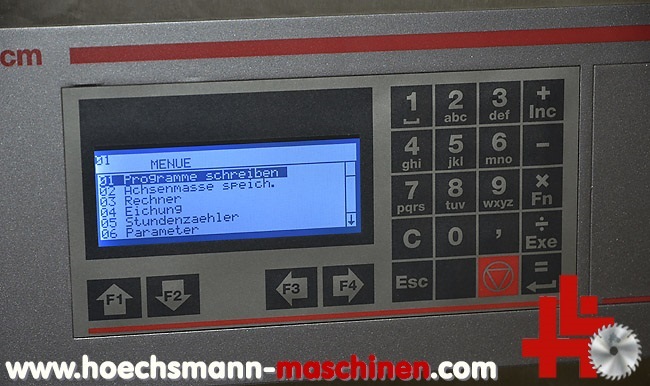 cm
01 MENUE
01 Programme schreiben
02 Achsenmasse speich.
03 Rechner
04 Eichung
05 Stundenzaehler
06 Parameter
F1 F2 F3 F4
1 2 abc 3 def + Inc
4 ghi 5 jkl 6 mno -
7 pqrs 8 tuv 9 wxyz × Fn
C 0 , ÷ Exe
Esc =
www.hoechsmann-maschinen.com